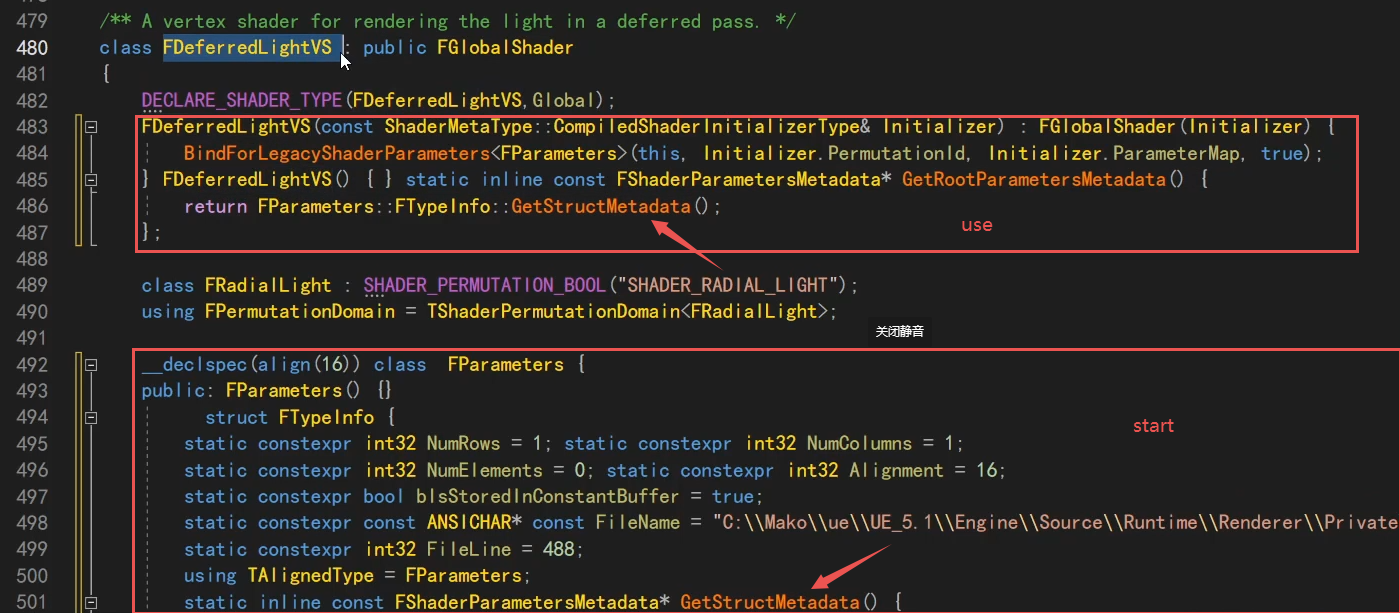 479 /** A vertex shader for rendering the light in a deferred pass. */
480 class FDeferredLightVS : public FGlobalShader
481 {
482 DECLARE_SHADER_TYPE(FDeferredLightVS,Global);
483 FDeferredLightVS(const ShaderMetaType::CompiledShaderInitializerType& Initializer) : FGlobalShader(Initializer) {
484 BindForLegacyShaderParameters<FParameters>(this, Initializer.PermutationId, Initializer.ParameterMap, true);
485 } FDeferredLightVS() { } static inline const FShaderParametersMetadata* GetRootParametersMetadata() {
486 return FParameters::FTypeInfo::GetStructMetadata();
487 };
use
488
489 class FRadialLight : SHADER_PERMUTATION_BOOL("SHADER_RADIAL_LIGHT");
490 using FPermutationDomain = TShaderPermutationDomain<FRadialLight>;
关闭静音
491
492 __declspec(align(16)) class FParameters {
493 public: FParameters() {}
494 struct FTypeInfo {
start
495 static constexpr int32 NumRows = 1; static constexpr int32 NumColumns = 1;
496 static constexpr int32 NumElements = 0; static constexpr int32 Alignment = 16;
497 static constexpr bool bIsStoredInConstantBuffer = true;
498 static constexpr const ANSICHAR* const FileName = "C:\\Mako\\ue\\UE_5.1\\Engine\\Source\\Runtime\\Renderer\\Private
499 static constexpr int32 FileLine = 488;
500 using TAlignedType = FParameters;
501 static inline const FShaderParametersMetadata* GetStructMetadata() {